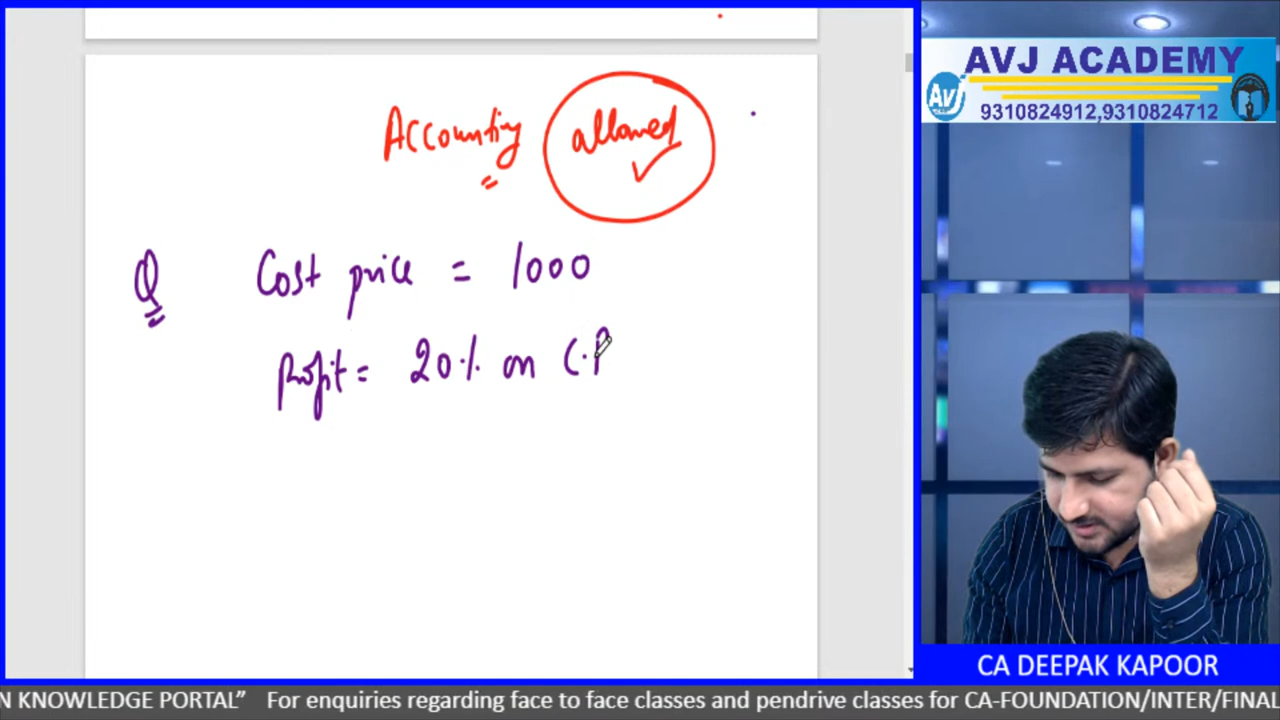 AVJ ACADEMY
Av
9310824912,9310824712
Accounting allowed
Q Cost price = 1000
Profit = 20% on C.P
CA DEEPAK KAPOOR
N KNOWLEDGE PORTAL” For enquiries regarding face to face classes and pendrive classes for CA-FOUNDATION/INTER/FINAL